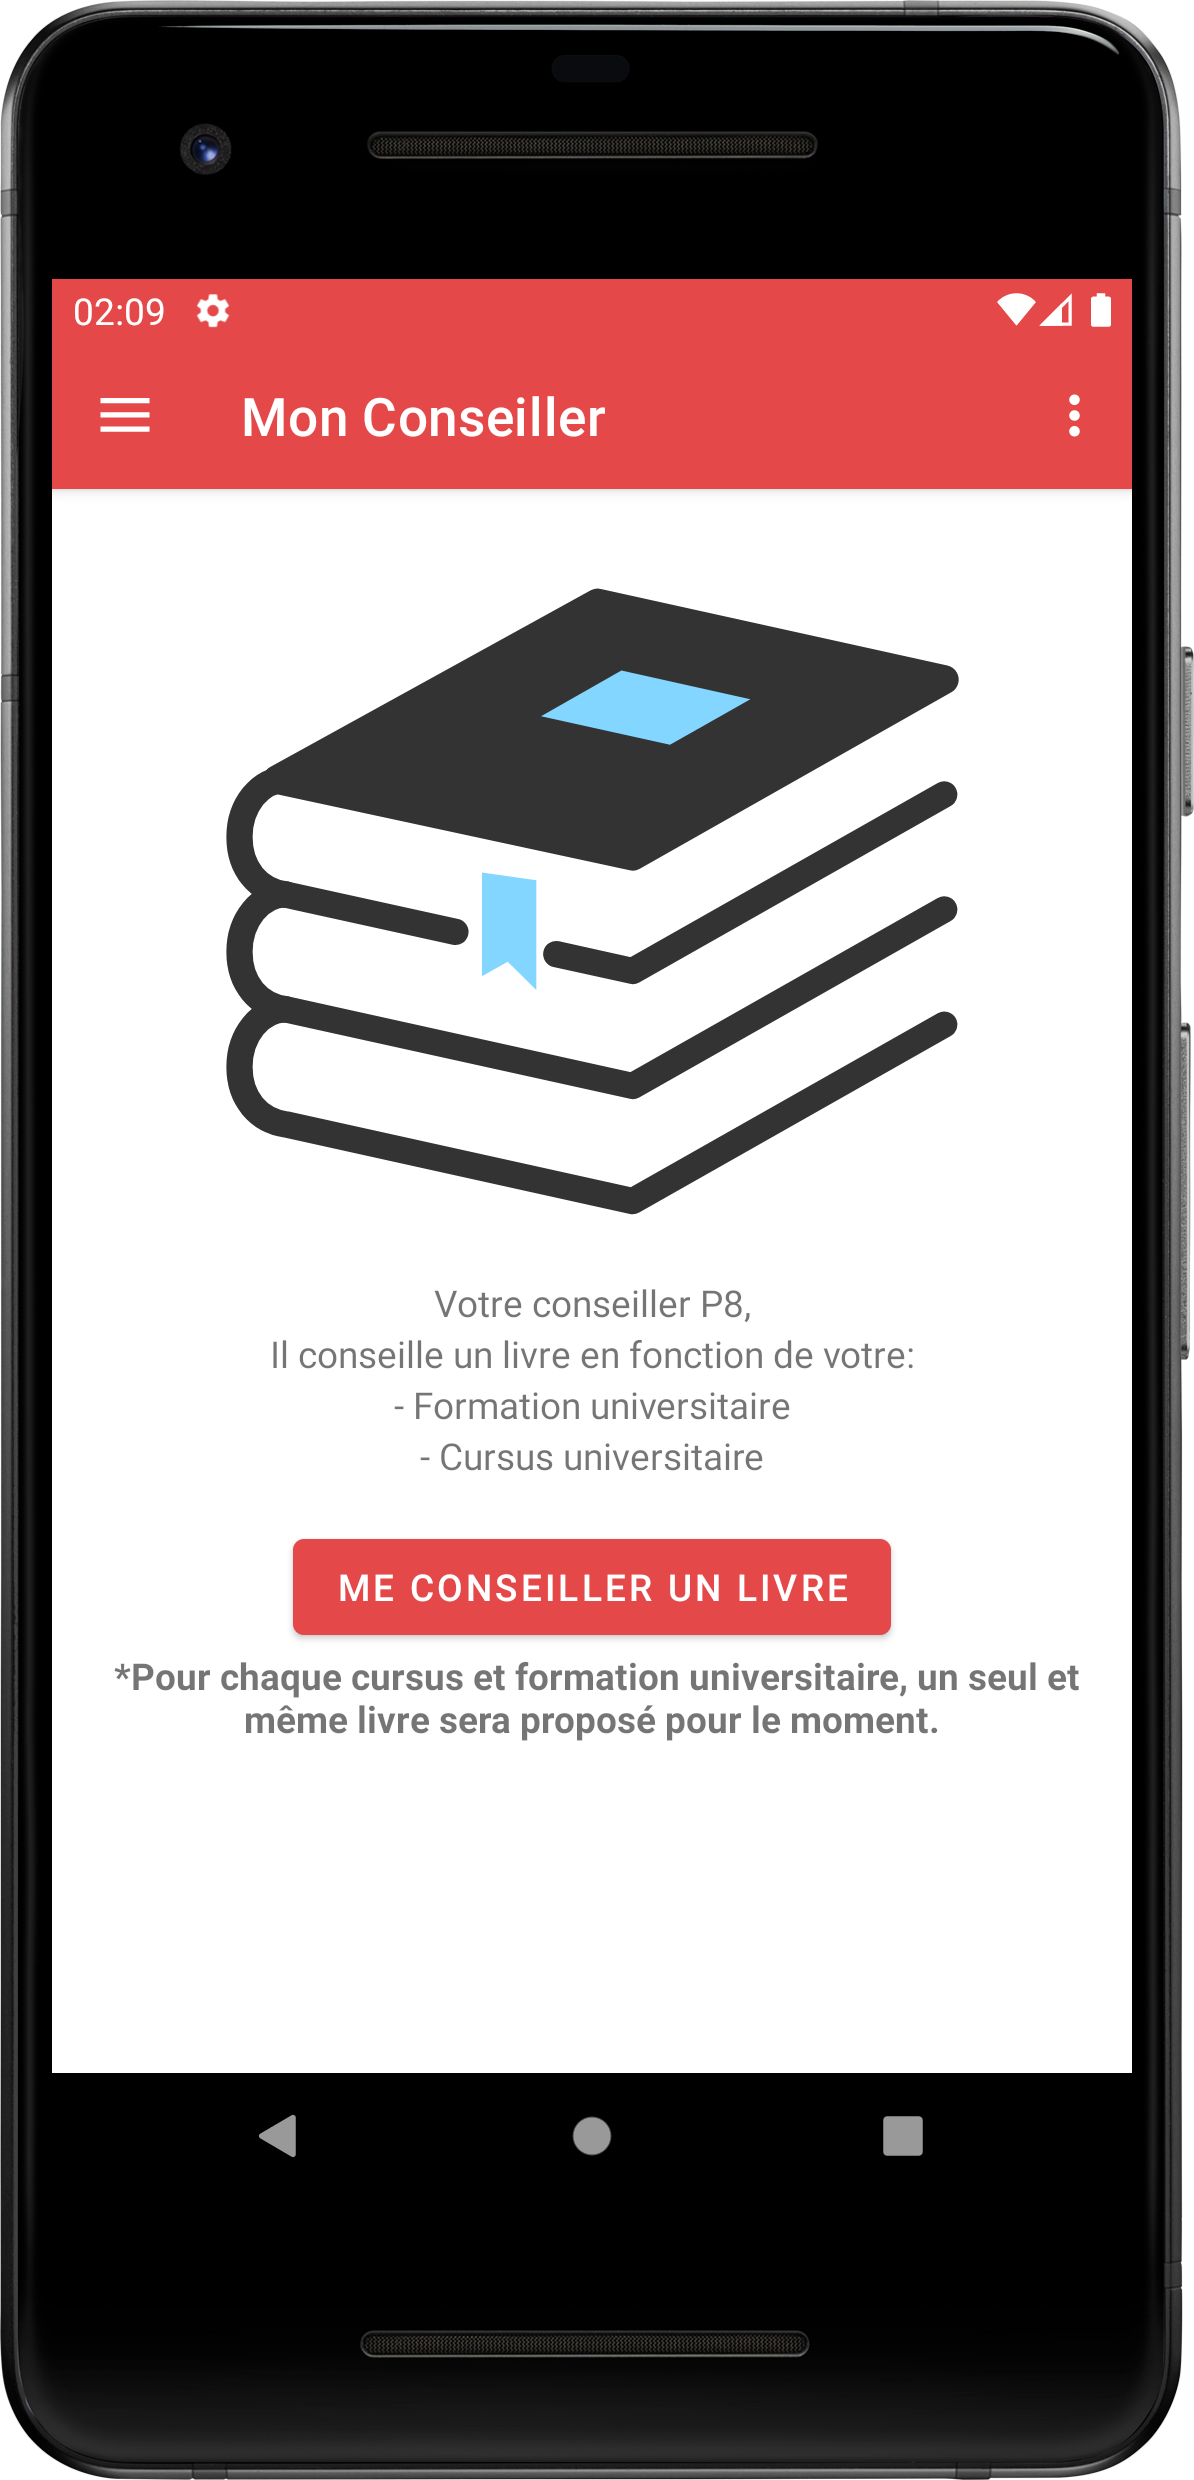 02:09
Mon Conseiller
Votre conseiller P8,
Il conseille un livre en fonction de votre:
- Formation universitaire
- Cursus universitaire
ME CONSEILLER UN LIVRE
*Pour chaque cursus et formation universitaire, un seul et
même livre sera proposé pour le moment.